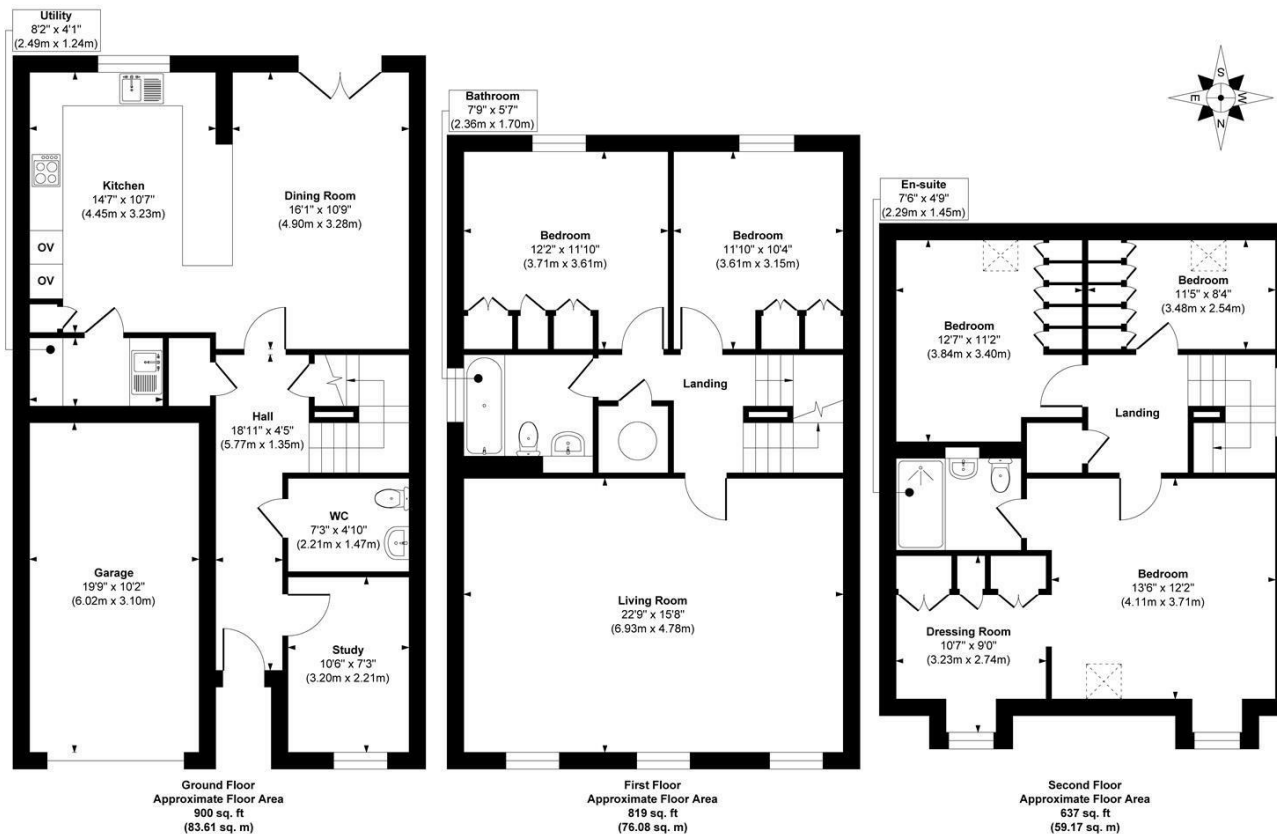 Utility
8'2" x 4'1"
(2.49m x 1.24m)
Kitchen
14'7" x 10'7"
(4.45m x 3.23m)
OV
OV
Dining Room
16'1" x 10'9"
(4.90m x 3.28m)
Hall
18'11" x 4'5"
(5.77m x 1.35m)
WC
7'3" x 4'10"
(2.21m x 1.47m)
Garage
19'9" x 10'2"
(6.02m x 3.10m)
Study
10'6" x 7'3"
(3.20m x 2.21m)
Ground Floor
Approximate Floor Area
900 sq. ft
(83.61 sq. m)
Bathroom
7'9" x 5'7"
(2.36m x 1.70m)
Bedroom
12'2" x 11'10"
(3.71m x 3.61m)
Bedroom
11'10" x 10'4"
(3.61m x 3.15m)
Landing
Living Room
22'9" x 15'8"
(6.93m x 4.78m)
First Floor
Approximate Floor Area
819 sq. ft
(76.08 sq. m)
S
E
W
N
En-suite
7'6" x 4'9"
(2.29m x 1.45m)
Bedroom
12'7" x 11'2"
(3.84m x 3.40m)
Bedroom
11'5" x 8'4"
(3.48m x 2.54m)
Landing
Bedroom
13'6" x 12'2"
(4.11m x 3.71m)
Dressing Room
10'7" x 9'0"
(3.23m x 2.74m)
Second Floor
Approximate Floor Area
637 sq. ft
(59.17 sq. m)